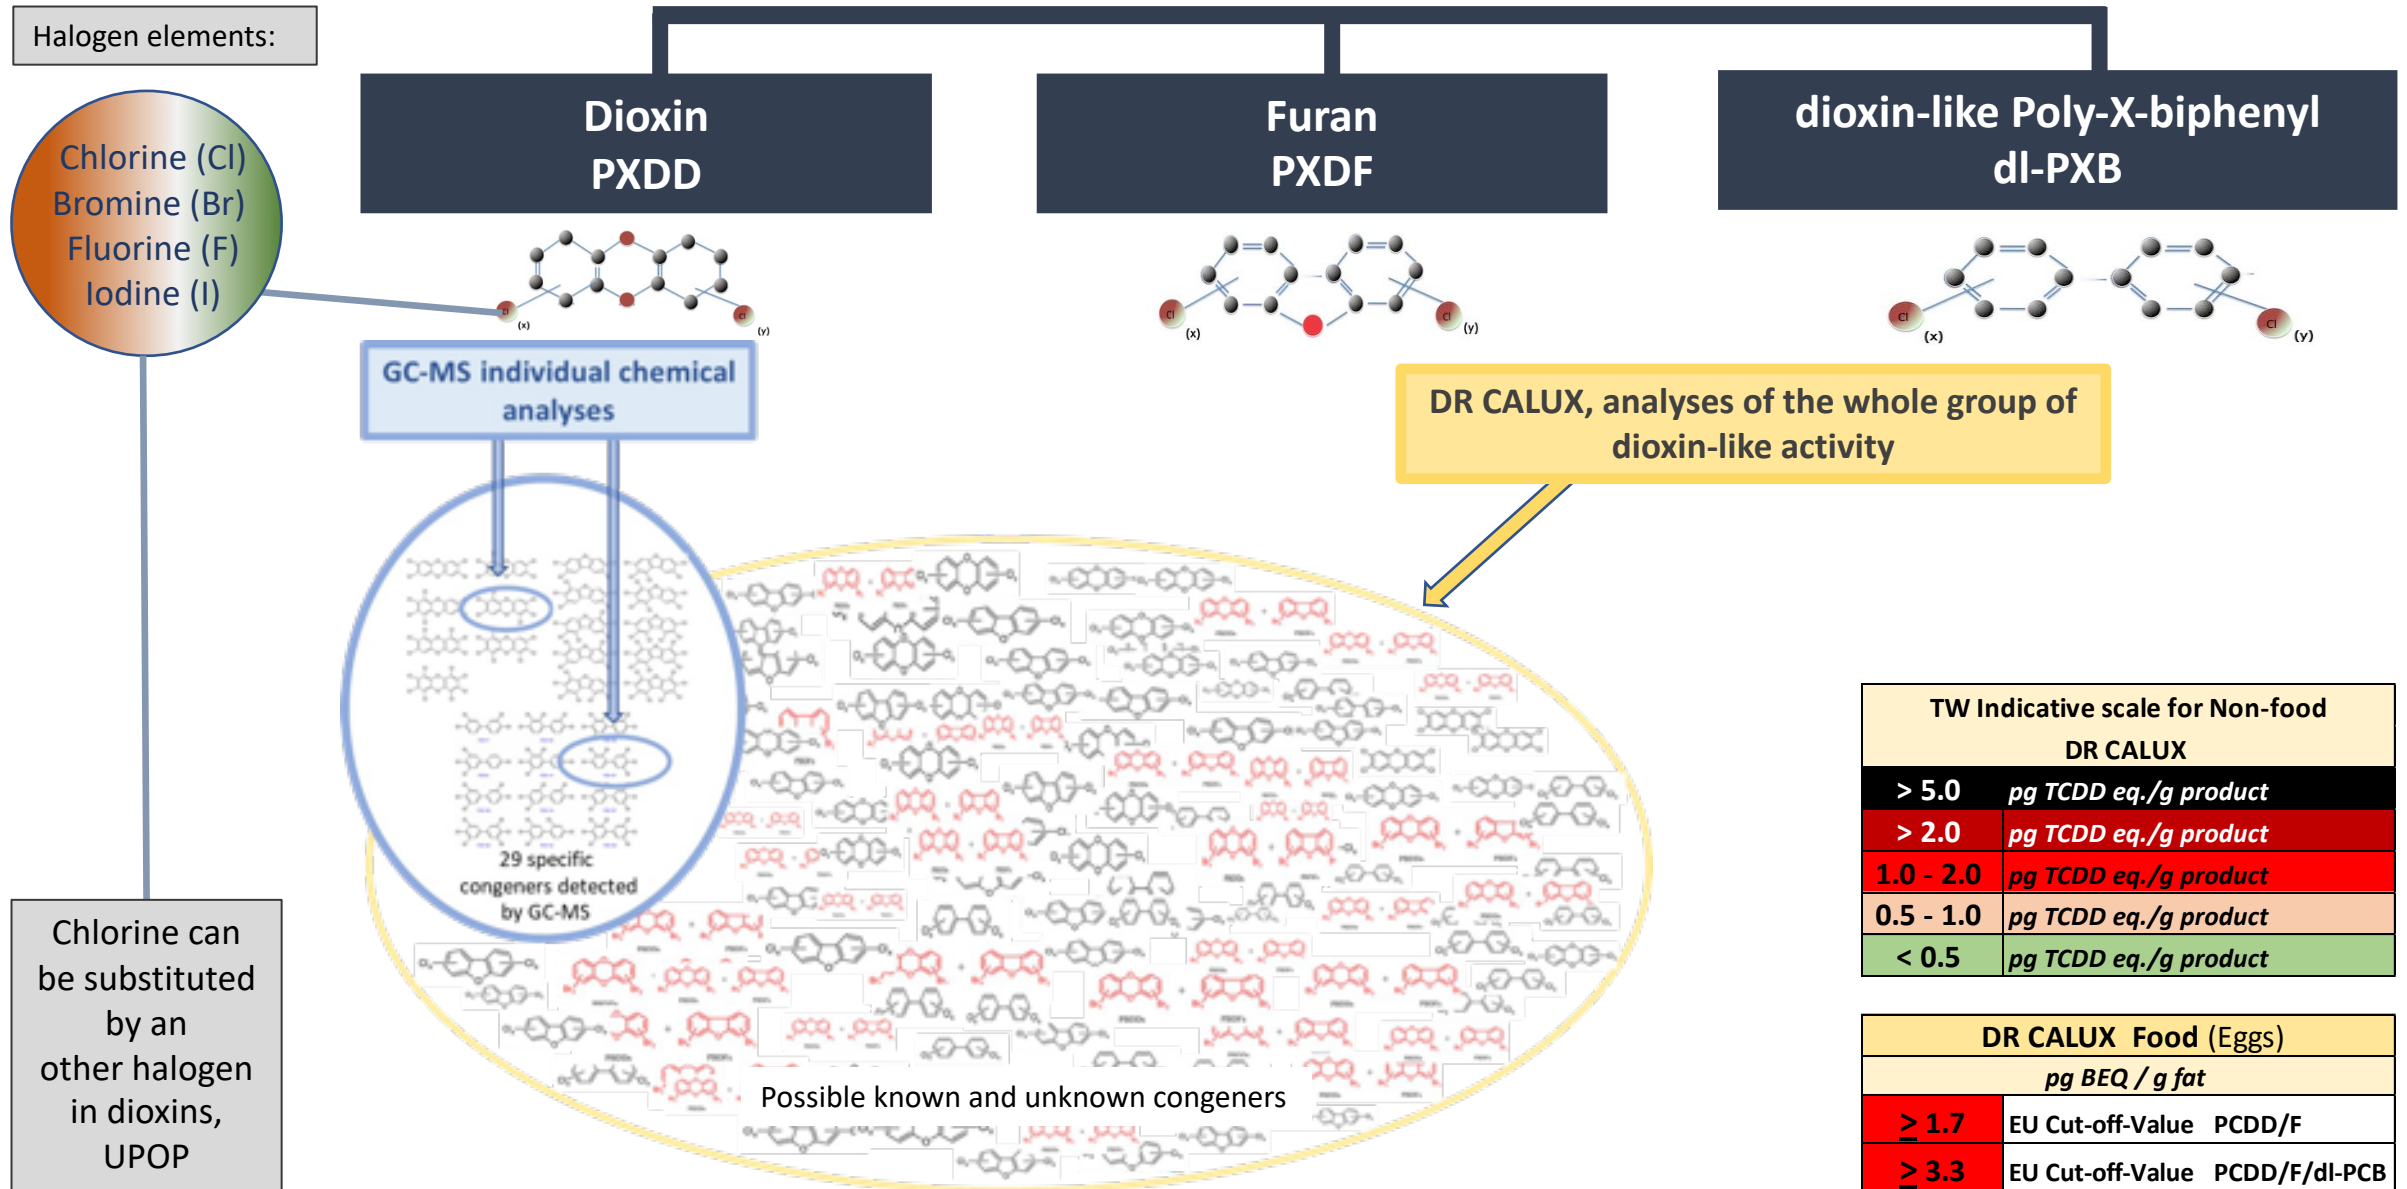 Halogen elements:
Chlorine (Cl)
Bromine (Br)
Fluorine (F)
Iodine (I)
Dioxin
PXDD
Furan
PXDF
dioxin-like Poly-X-biphenyl
dl-PXB
Cl
(x)
Cl
(y)
Cl
(x)
Cl
(y)
Cl
(x)
Cl
(y)
GC-MS individual chemical
analyses
DR CALUX, analyses of the whole group of
dioxin-like activity
29 specific
congeners detected
by GC-MS
Possible known and unknown congeners
Chlorine can
be substituted
by an
other halogen
in dioxins,
UPOP
TW Indicative scale for Non-food
DR CALUX
> 5.0 pg TCDD eq./g product
> 2.0 pg TCDD eq./g product
1.0 - 2.0 pg TCDD eq./g product
0.5 - 1.0 pg TCDD eq./g product
< 0.5 pg TCDD eq./g product
DR CALUX Food (Eggs)
pg BEQ / g fat
≥ 1.7 EU Cut-off-Value PCDD/F
≥ 3.3 EU Cut-off-Value PCDD/F/dl-PCB